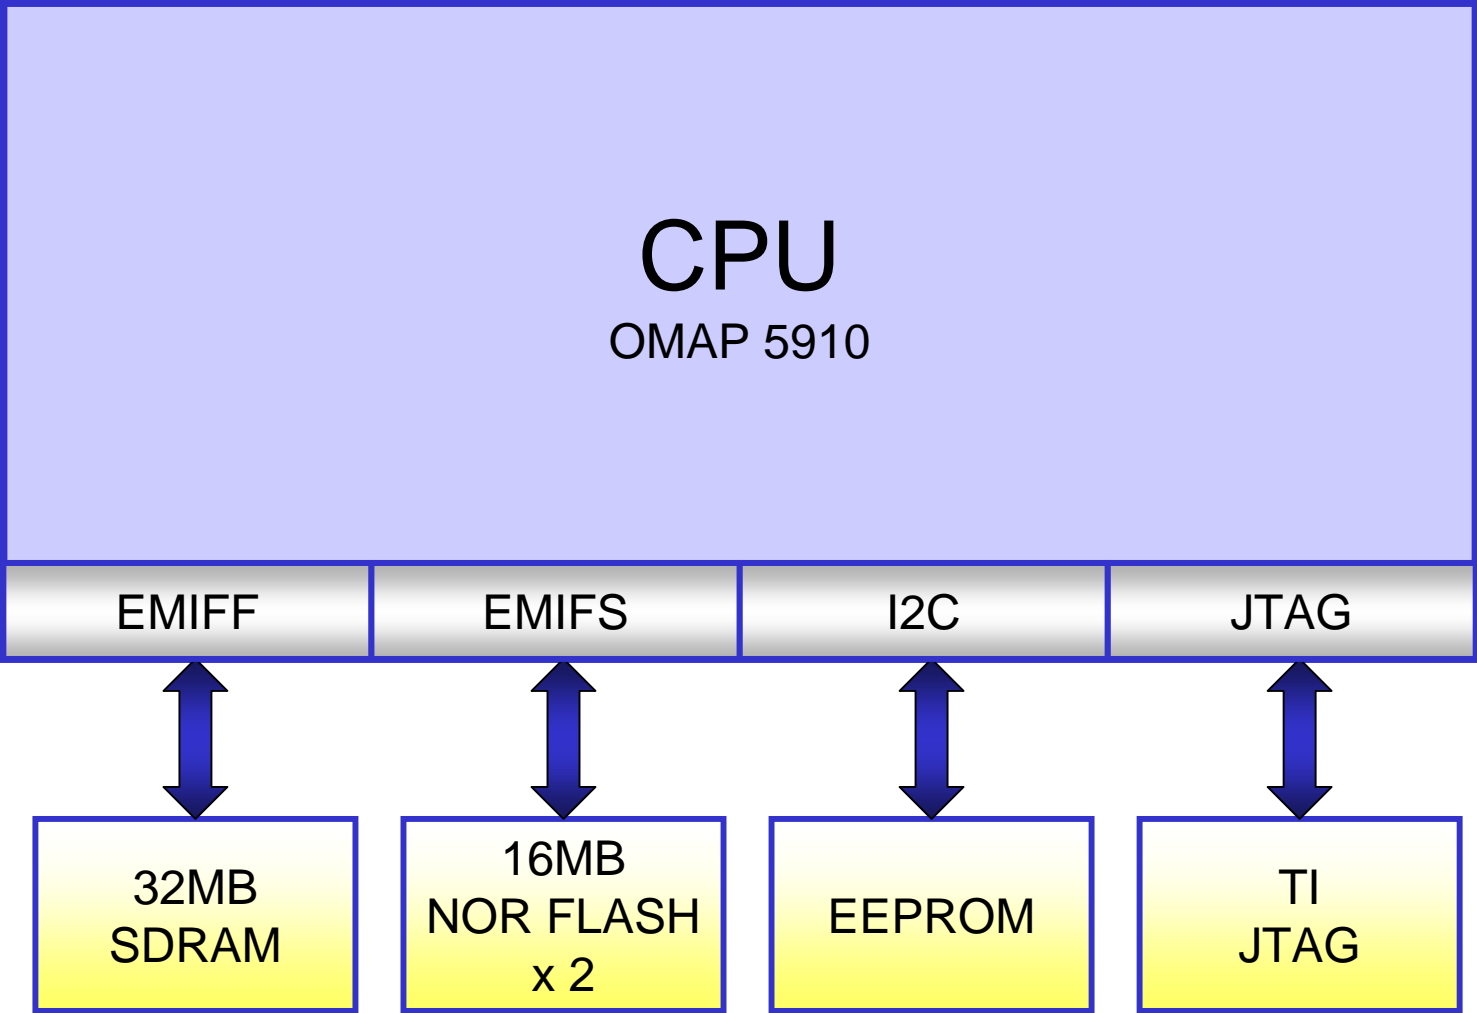 CPU
OMAP 5910
EMIFF
EMIFS
I2C
JTAG
32MB
SDRAM
16MB
NOR FLASH
x 2
EEPROM
TI
JTAG